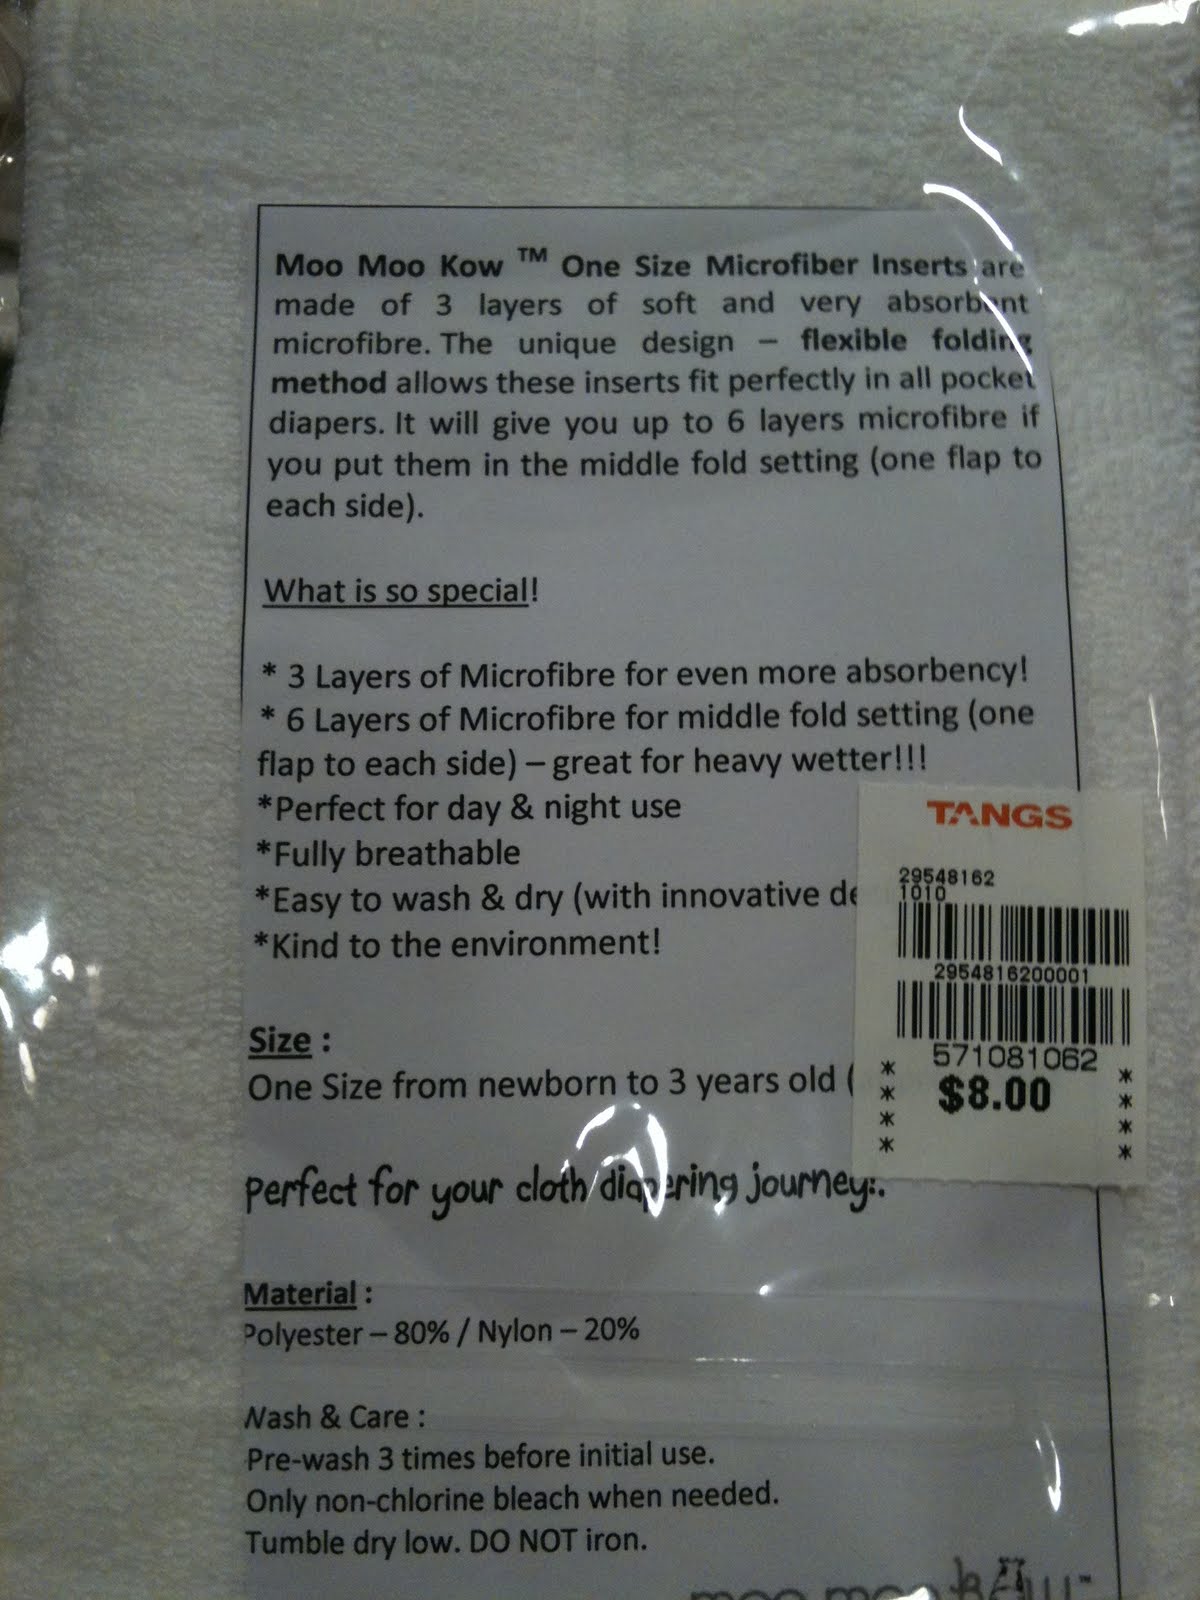 Moo Moo Kow ™ One Size Microfiber Inserts are
made of 3 layers of soft and very absorbent
microfibre. The unique design – flexible folding
method allows these inserts fit perfectly in all pocket
diapers. It will give you up to 6 layers microfibre if
you put them in the middle fold setting (one flap to
each side).
What is so special!
* 3 Layers of Microfibre for even more absorbency!
* 6 Layers of Microfibre for middle fold setting (one
flap to each side) – great for heavy wetter!!!
*Perfect for day & night use
*Fully breathable
*Easy to wash & dry (with innovative de
*Kind to the environment!
TANGS
29548162
1010
2954816200001
571081062
$8.00
* * * *
* * * *
Size :
One Size from newborn to 3 years old (
perfect for your cloth diapering journey:.
Material :
Polyester – 80% / Nylon – 20%
Wash & Care :
Pre-wash 3 times before initial use.
Only non-chlorine bleach when needed.
Tumble dry low. DO NOT iron.
moo moo kow™